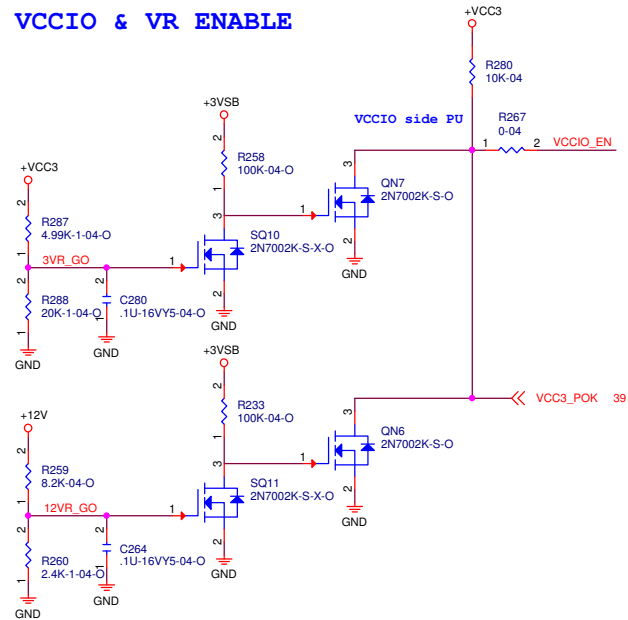 VCCIO & VR ENABLE
+VCC3
R280
10K-04
+3VSB
VCCIO side PU
R267
0-04
1
2
VCCIO_EN
2
R258
100K-04-O
1
3
QN7
2N7002K-S-O
1
2
GND
+VCC3
2
R287
4.99K-1-04-O
1
3VR_GO
3
SQ10
2N7002K-S-X-O
1
2
GND
2
R288
20K-1-04-O
1
GND
2
C280
.1U-16VY5-04-O
1
GND
+3VSB
2
R233
100K-04-O
1
VCC3_POK 39
3
QN6
2N7002K-S-O
1
2
GND
+12V
2
R259
8.2K-04-O
1
12VR_GO
3
SQ11
2N7002K-S-X-O
1
2
GND
2
R260
2.4K-1-04-O
1
GND
2
C264
.1U-16VY5-04-O
1
GND